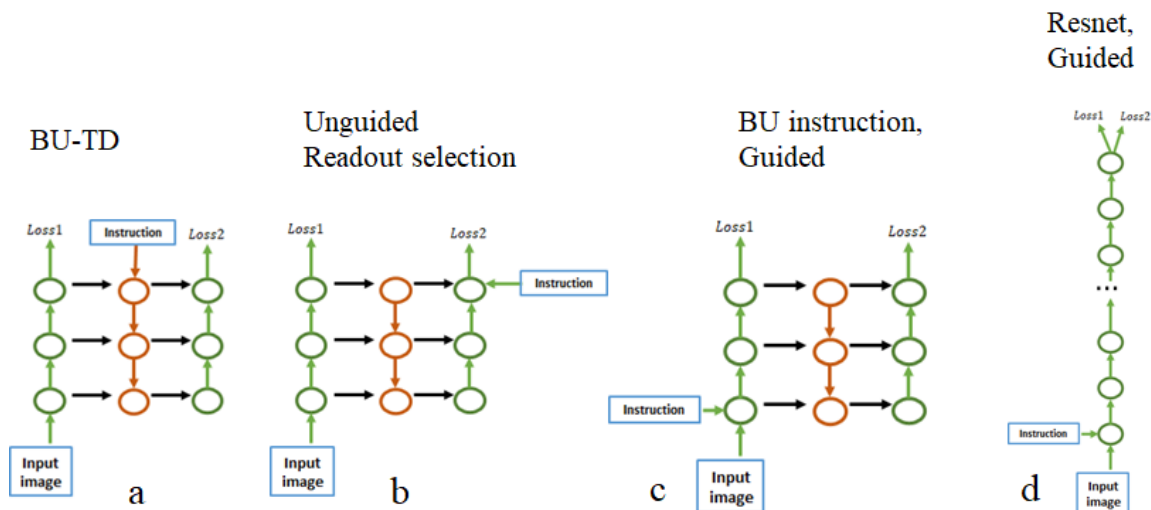 BU-TD
Loss1
Instruction
Loss2
Input
image
a
Unguided
Readout selection
Loss1
Loss2
Instruction
Input
image
b
BU instruction,
Guided
Loss1
Loss2
Instruction
Input
image
c
Resnet,
Guided
Loss1 Loss2
...
Instruction
Input
image
d